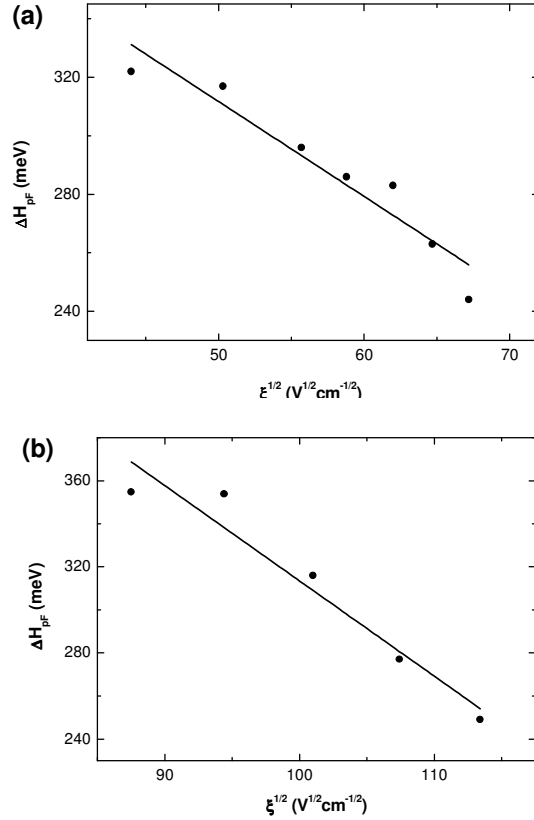 (a)
320
280
240
ΔH_pF (meV)
50 60 70
ξ^1/2 (V^1/2cm^-1/2)
(b)
360
320
280
240
ΔH_pF (meV)
90 100 110
ξ^1/2 (V^1/2cm^-1/2)